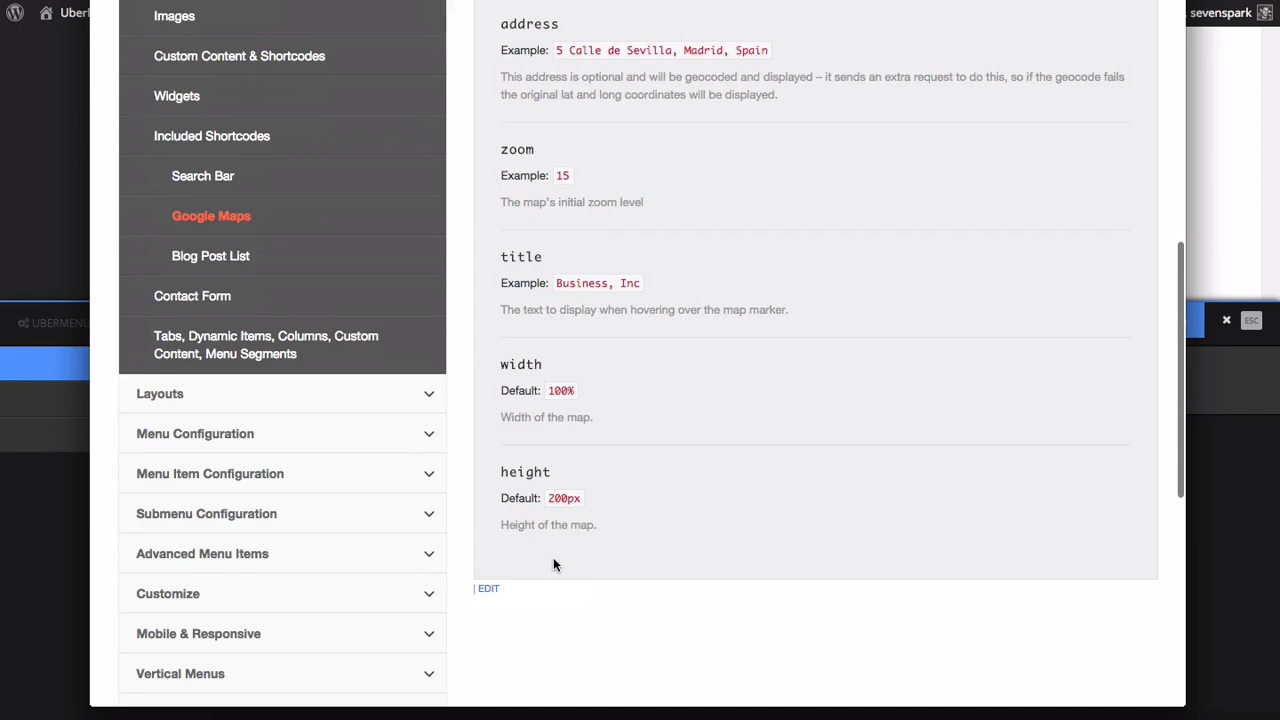 Uber
sevenspark
Images
Custom Content & Shortcodes
Widgets
Included Shortcodes
Search Bar
Google Maps
Blog Post List
Contact Form
Tabs, Dynamic Items, Columns, Custom
Content, Menu Segments
Layouts
Menu Configuration
Menu Item Configuration
Submenu Configuration
Advanced Menu Items
Customize
Mobile & Responsive
Vertical Menus
address
Example: 5 Calle de Sevilla, Madrid, Spain
This address is optional and will be geocoded and displayed – it sends an extra request to do this, so if the geocode fails
the original lat and long coordinates will be displayed.
zoom
Example: 15
The map's initial zoom level
title
Example: Business, Inc
The text to display when hovering over the map marker.
width
Default: 100%
Width of the map.
height
Default: 200px
Height of the map.
| EDIT
UBERMENU
ESC